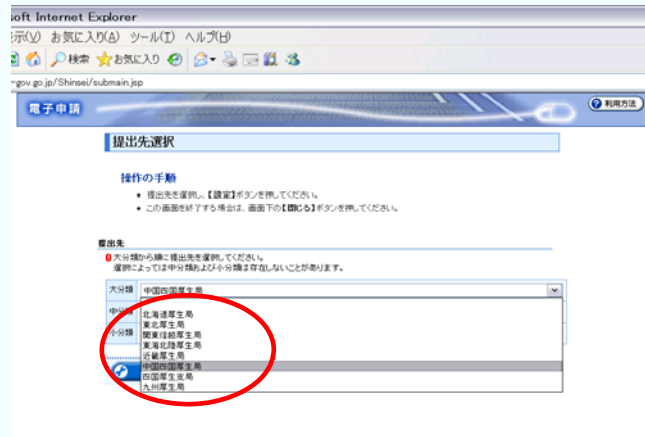 soft Internet Explorer
示(V) お気に入り(A) ツール(T) ヘルプ(H)
検索 お気に入り
gov.go.jp/Shinsei/submain.jsp
電子申請
利用方法
提出先選択
操作の手順
• 提出先を選択し、【設定】ボタンを押してください。
• この画面を終了する場合は、画面下の【閉じる】ボタンを押してください。
提出先
大分類から順に提出先を選択してください。
選択によっては中分類および小分類は存在しないことがあります。
大分類 中国四国厚生局
中分類
小分類
北海道厚生局
東北厚生局
関東信越厚生局
東海北陸厚生局
近畿厚生局
中国四国厚生局
四国厚生支局
九州厚生局